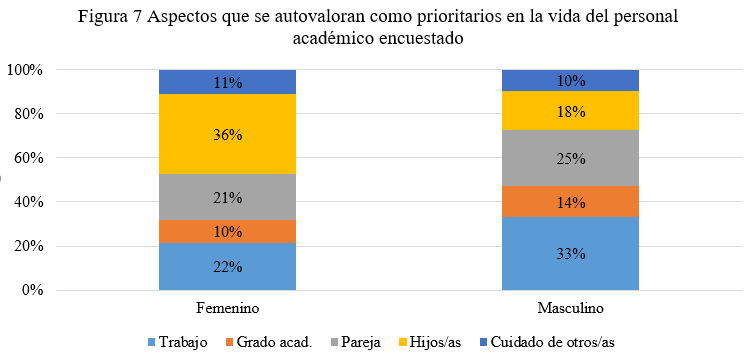 Figura 7 Aspectos que se autovaloran como prioritarios en la vida del personal
académico encuestado
100%
80%
60%
40%
20%
0%
11%
36%
21%
10%
22%
10%
18%
25%
14%
33%
Femenino
Masculino
Trabajo
Grado acad.
Pareja
Hijos/as
Cuidado de otros/as